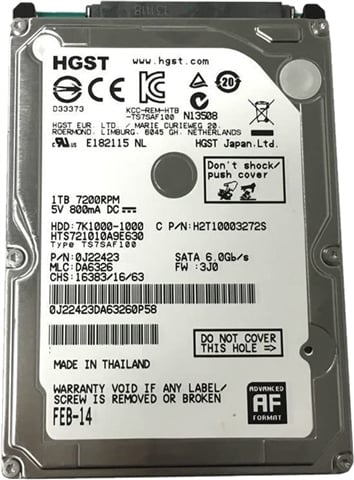 HGST
www.hgst.com
D33373
KCC-REM-HTB
-TS7SAF100
N13508
20
HGST EUR LTD / MARIE CURIEWEG 20,
ROERMOND, LIMBURG, 6045 GH, NETHERLANDS
E182115 NL
HGST Japan,Ltd.
Don't shock/
push cover
1TB 7200RPM
5V 800mA DC
HDD:7K1000-1000 C P/N:H2T10003272S
HTS721010A9E630
Type TS7SAF100
P/N:0J22423
SATA 6.0Gb/s
MLC:DA6326
FW :3J0
CHS:16383/16/63
0J22423DA63260P58
DO NOT COVER
THIS HOLE
MADE IN THAILAND
WARRANTY VOID IF ANY LABEL/
SCREW IS REMOVED OR BROKEN
FEB-14
ADVANCED
AF
FORMAT